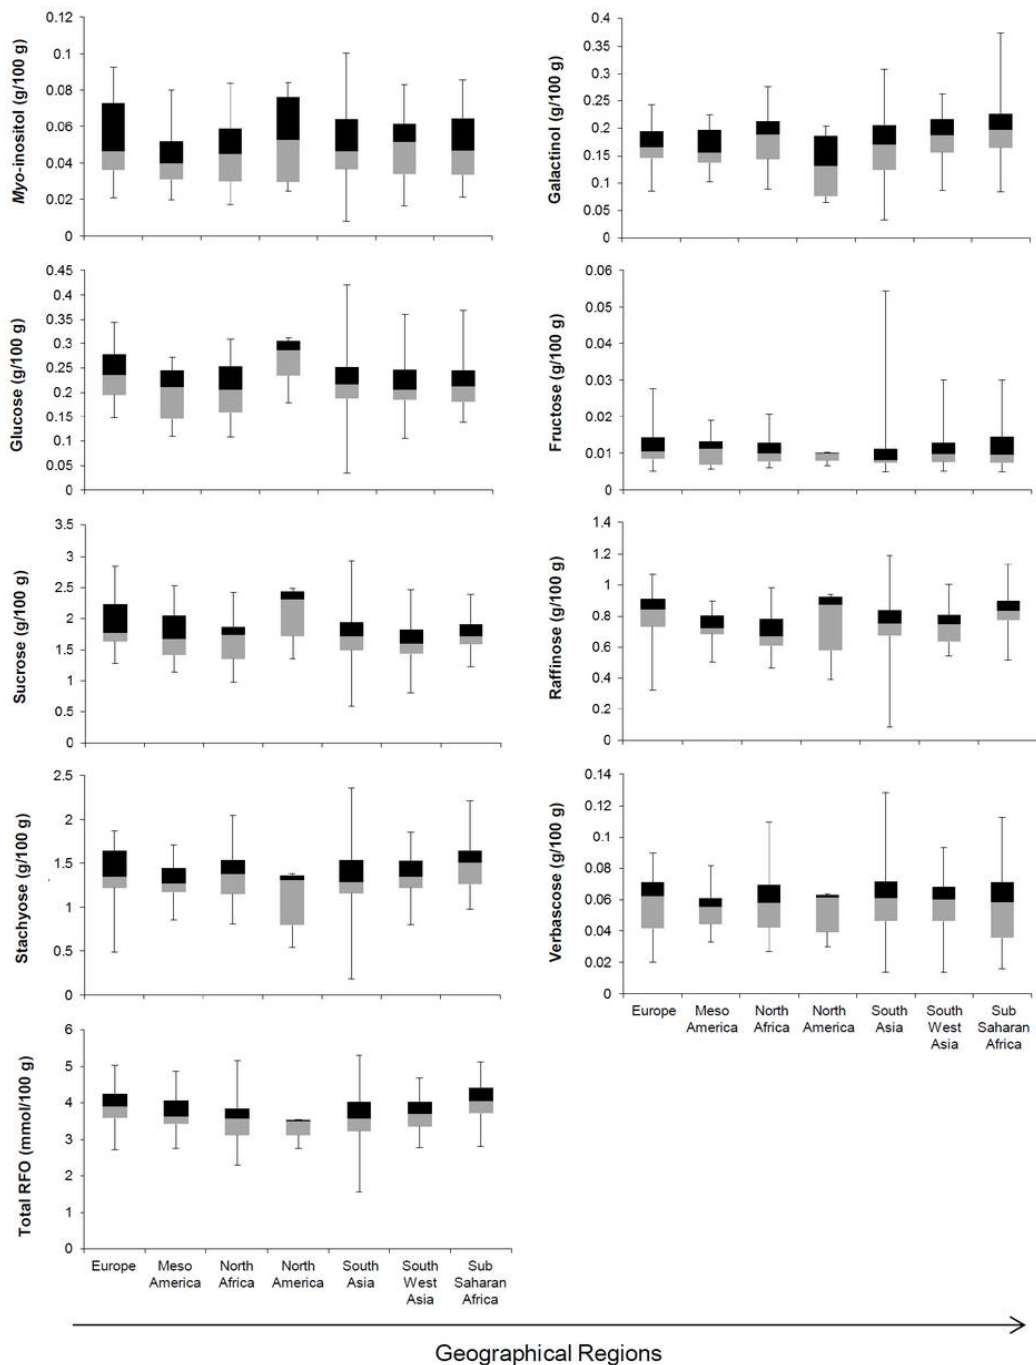 Myo-inositol (g/100 g)
0.12
0.1
0.08
0.06
0.04
0.02
0
Galactinol (g/100 g)
0.4
0.35
0.3
0.25
0.2
0.15
0.1
0.05
0
Glucose (g/100 g)
0.45
0.4
0.35
0.3
0.25
0.2
0.15
0.1
0.05
0
Fructose (g/100 g)
0.06
0.05
0.04
0.03
0.02
0.01
0
Sucrose (g/100 g)
3.5
3
2.5
2
1.5
1
0.5
0
Raffinose (g/100 g)
1.4
1.2
1
0.8
0.6
0.4
0.2
0
Stachyose (g/100 g)
2.5
2
1.5
1
0.5
0
Verbascose (g/100 g)
0.14
0.12
0.1
0.08
0.06
0.04
0.02
0
Europe
Meso
America
North
Africa
North
America
South
Asia
South
West
Asia
Sub
Saharan
Africa
Total RFO (mmol/100 g)
6
5
4
3
2
1
0
Europe
Meso
America
North
Africa
North
America
South
Asia
South
West
Asia
Sub
Saharan
Africa
Geographical Regions